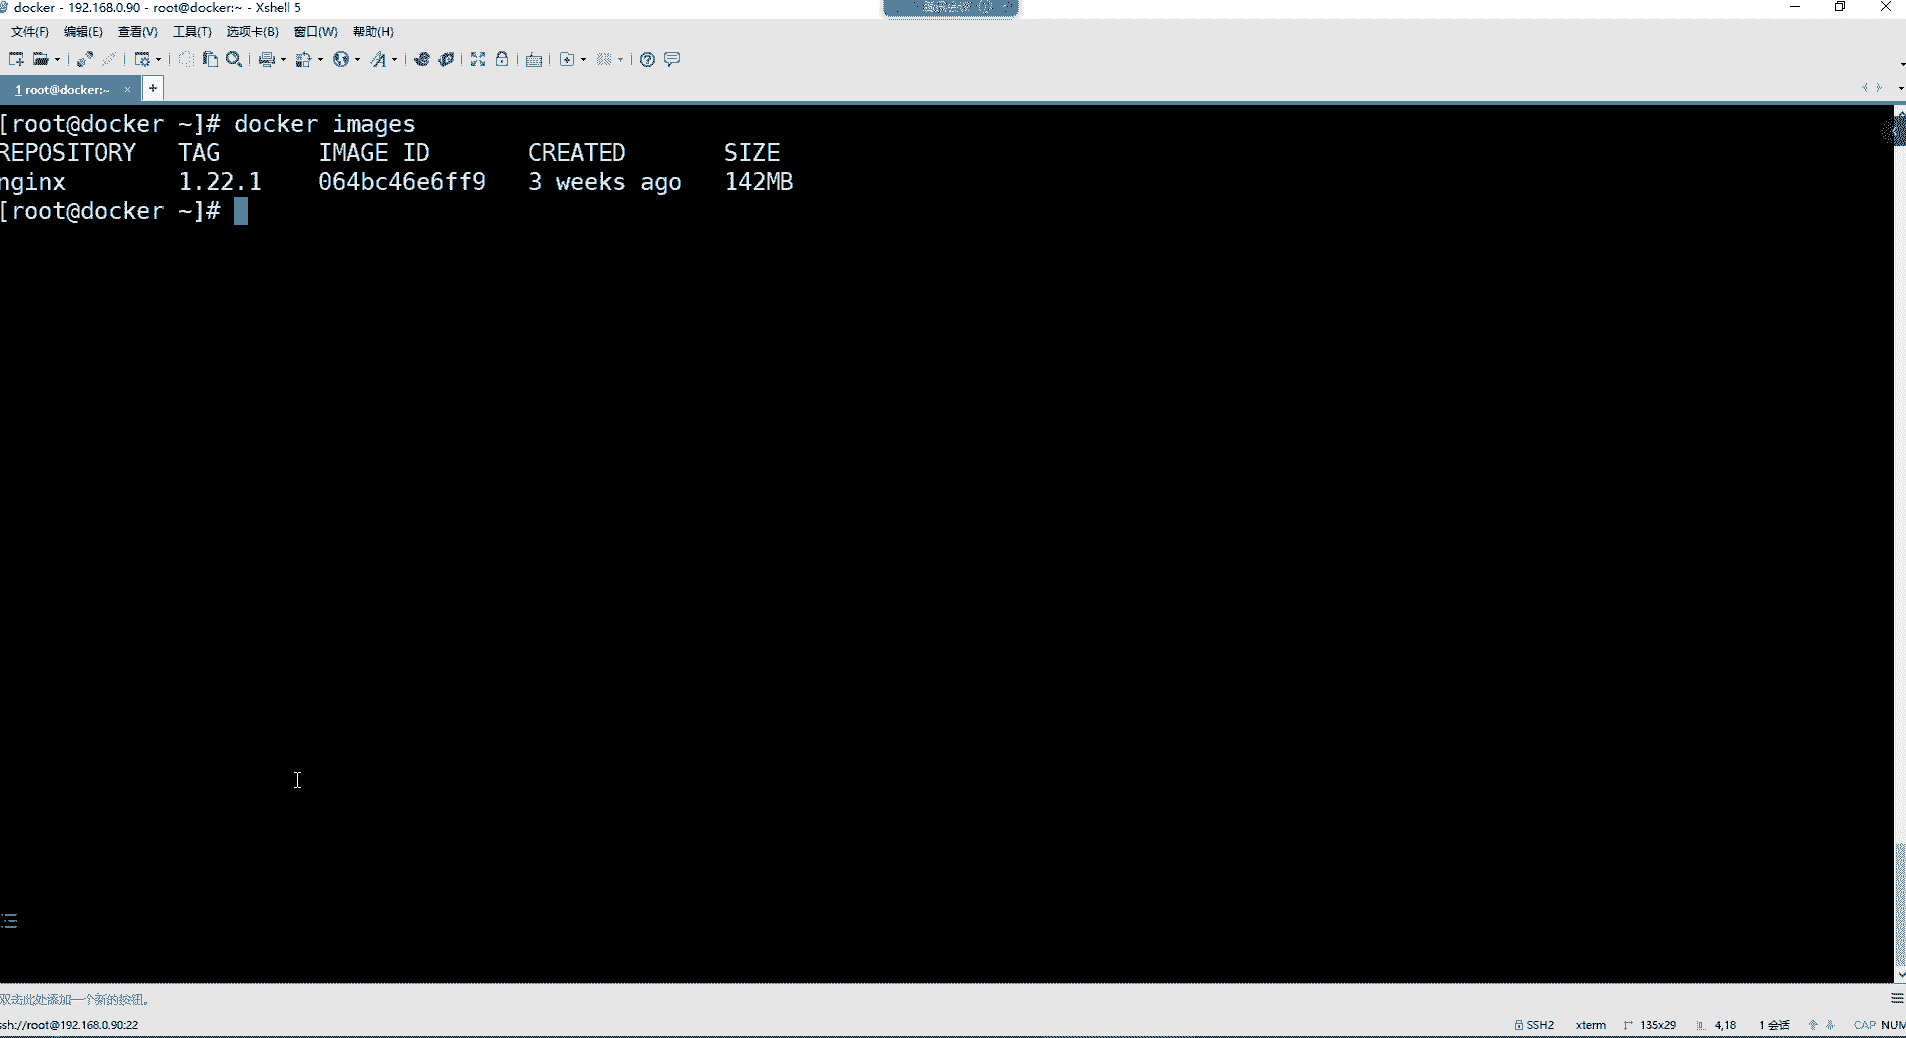 docker - 192.168.0.90 - root@docker:~ - Xshell 5
文件(F) 编辑(E) 查看(V) 工具(T) 选项卡(B) 窗口(W) 帮助(H)
1 root@docker:~ × +
[root@docker ~]# docker images
REPOSITORY TAG IMAGE ID CREATED SIZE
nginx 1.22.1 064bc46e6ff9 3 weeks ago 142MB
[root@docker ~]#
双击此处添加一个新的按钮。
ssh://root@192.168.0.90:22 SSH2 xterm 135x29 4,18 1 会话 CAP NUM